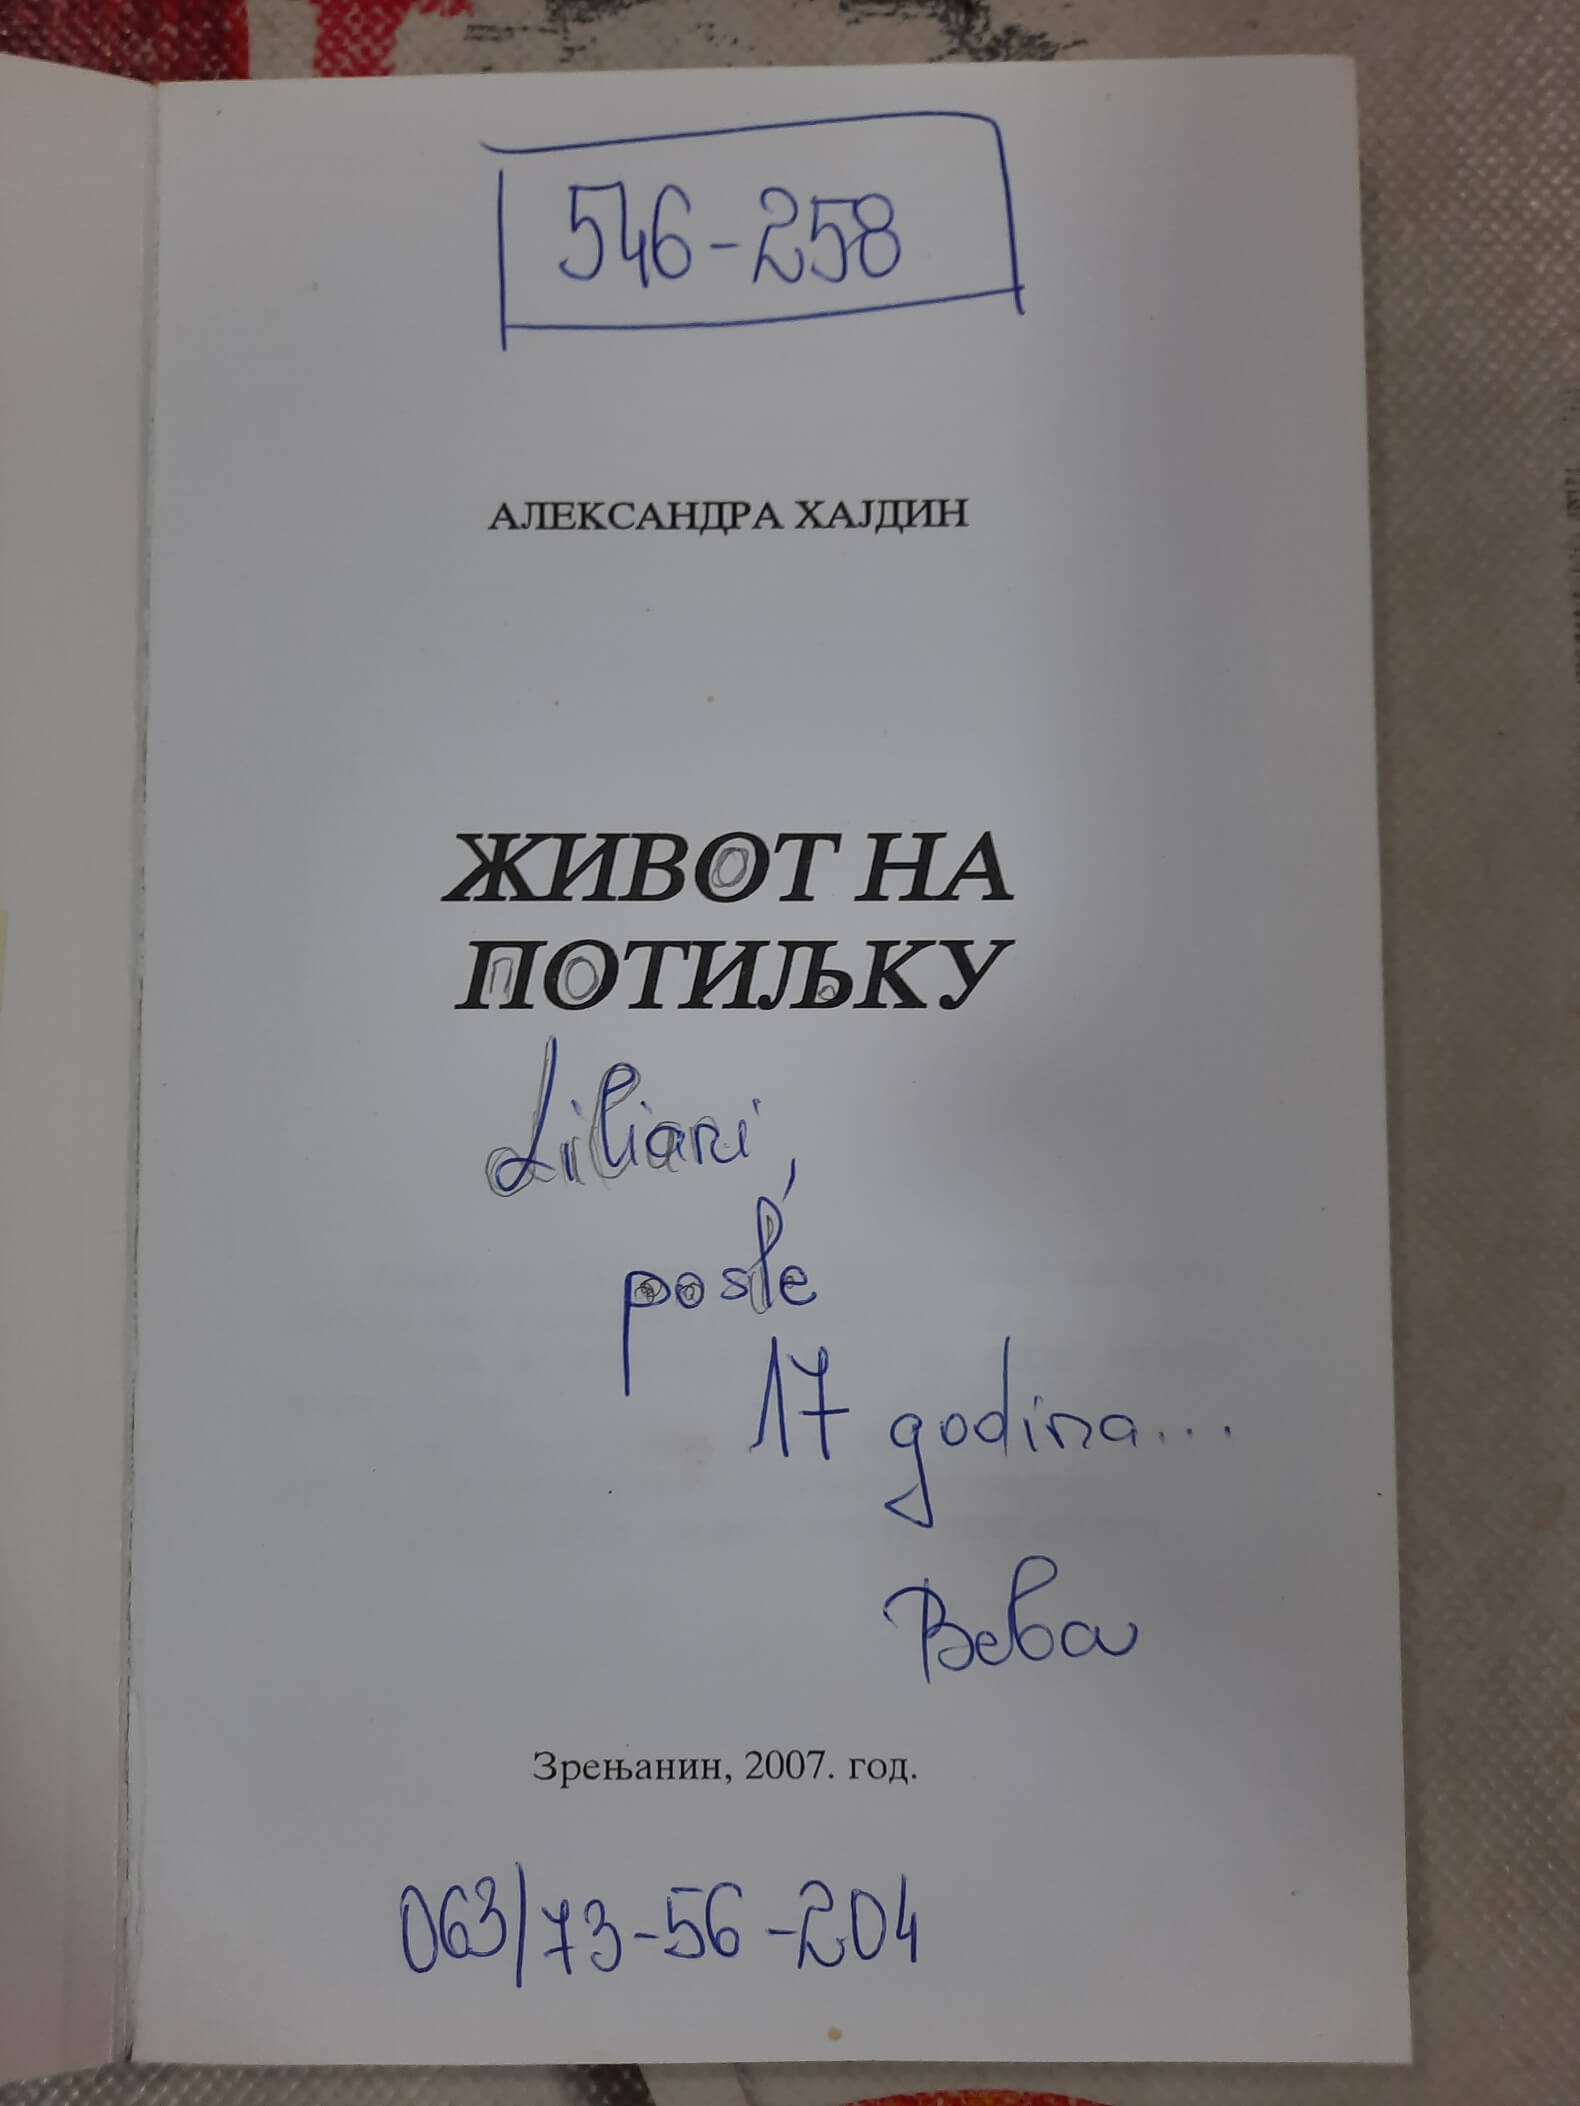 546-258
АЛЕКСАНДРА ХАЈДИН
ЖИВОТ НА
ПОТИЉКУ
Liliani,
posle
17 godina...
Beba
Зрењанин, 2007. год.
063/73-56-204